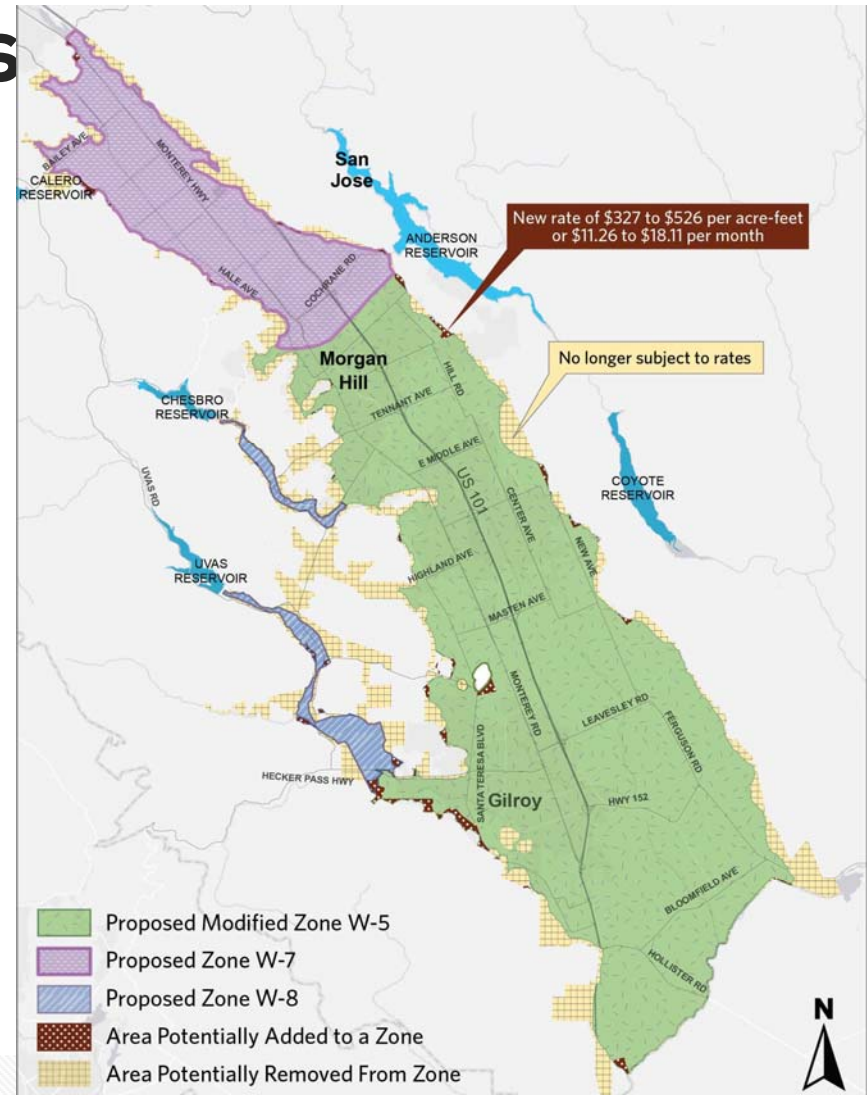 s
BAILEY AVE
MONTEREY HWY
CALERO
RESERVOIR
San
Jose
New rate of $327 to $526 per acre-feet
or $11.26 to $18.11 per month
ANDERSON
RESERVOIR
HALE AVE
COCHRANE RD
No longer subject to rates
Morgan
Hill
HILL RD
CHESBRO
RESERVOIR
TENNANT AVE
E MIDDLE AVE
US 101
UVAS RD
COYOTE
RESERVOIR
CENTER AVE
UVAS
RESERVOIR
HIGHLAND AVE
NEW AVE
MASTEN AVE
MONTEREY RD
LEAVESLEY RD
FERGUSON RD
SANTA TERESA BLVD
HECKER PASS HWY
Gilroy
HWY 152
BLOOMFIELD AVE
HOLLISTER RD
Proposed Modified Zone W-5
Proposed Zone W-7
Proposed Zone W-8
Area Potentially Added to a Zone
Area Potentially Removed From Zone
N